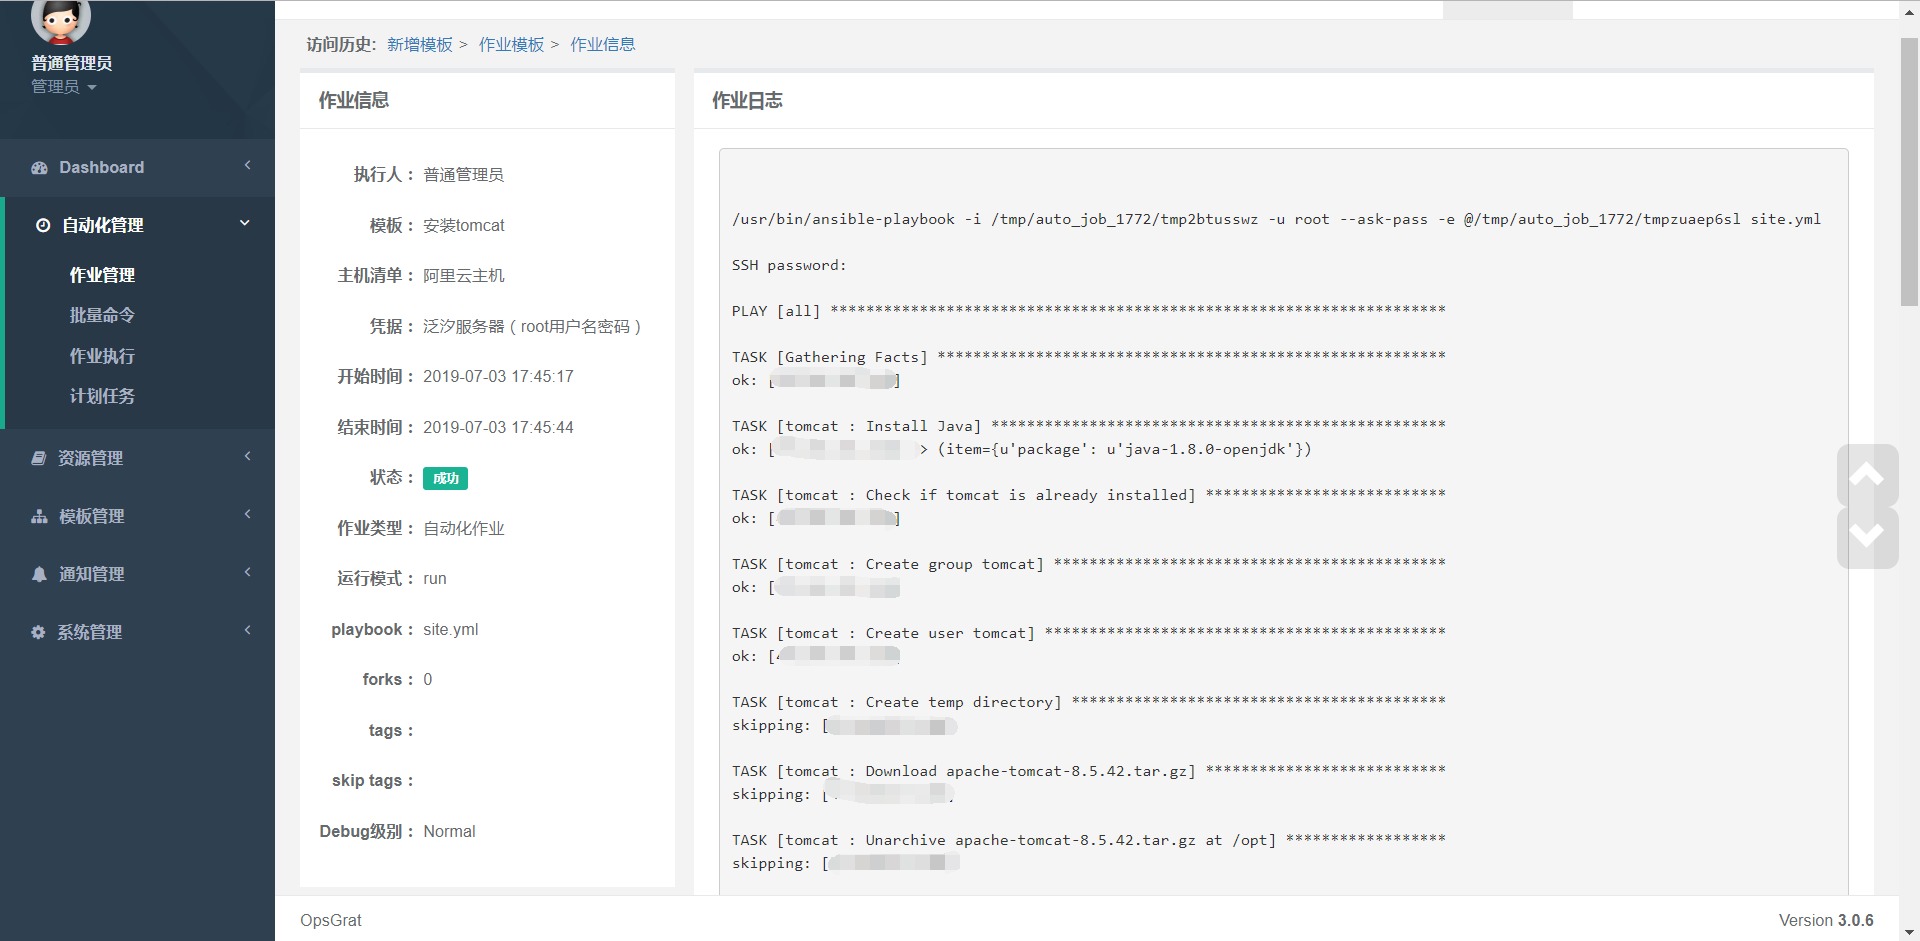 普通管理员
管理员
Dashboard
自动化管理
作业管理
批量命令
作业执行
计划任务
资源管理
模板管理
通知管理
系统管理
访问历史: 新增模板 > 作业模板 > 作业信息
作业信息
执行人： 普通管理员
模板： 安装tomcat
主机清单： 阿里云主机
凭据： 泛汐服务器（root用户名密码）
开始时间： 2019-07-03 17:45:17
结束时间： 2019-07-03 17:45:44
状态： 成功
作业类型： 自动化作业
运行模式： run
playbook： site.yml
forks： 0
tags：
skip tags：
Debug级别： Normal
作业日志
/usr/bin/ansible-playbook -i /tmp/auto_job_1772/tmp2btusswz -u root --ask-pass -e @/tmp/auto_job_1772/tmpzuaep6sl site.yml
SSH password:
PLAY [all] *********************************************************************
TASK [Gathering Facts] *********************************************************
ok: [ ]
TASK [tomcat : Install Java] ***************************************************
ok: [ > (item={u'package': u'java-1.8.0-openjdk'})
TASK [tomcat : Check if tomcat is already installed] ***************************
ok: [ ]
TASK [tomcat : Create group tomcat] ********************************************
ok: [
TASK [tomcat : Create user tomcat] *********************************************
ok: [
TASK [tomcat : Create temp directory] ******************************************
skipping: [
TASK [tomcat : Download apache-tomcat-8.5.42.tar.gz] ***************************
skipping: [
TASK [tomcat : Unarchive apache-tomcat-8.5.42.tar.gz at /opt] ******************
skipping: [
OpsGrat
Version 3.0.6